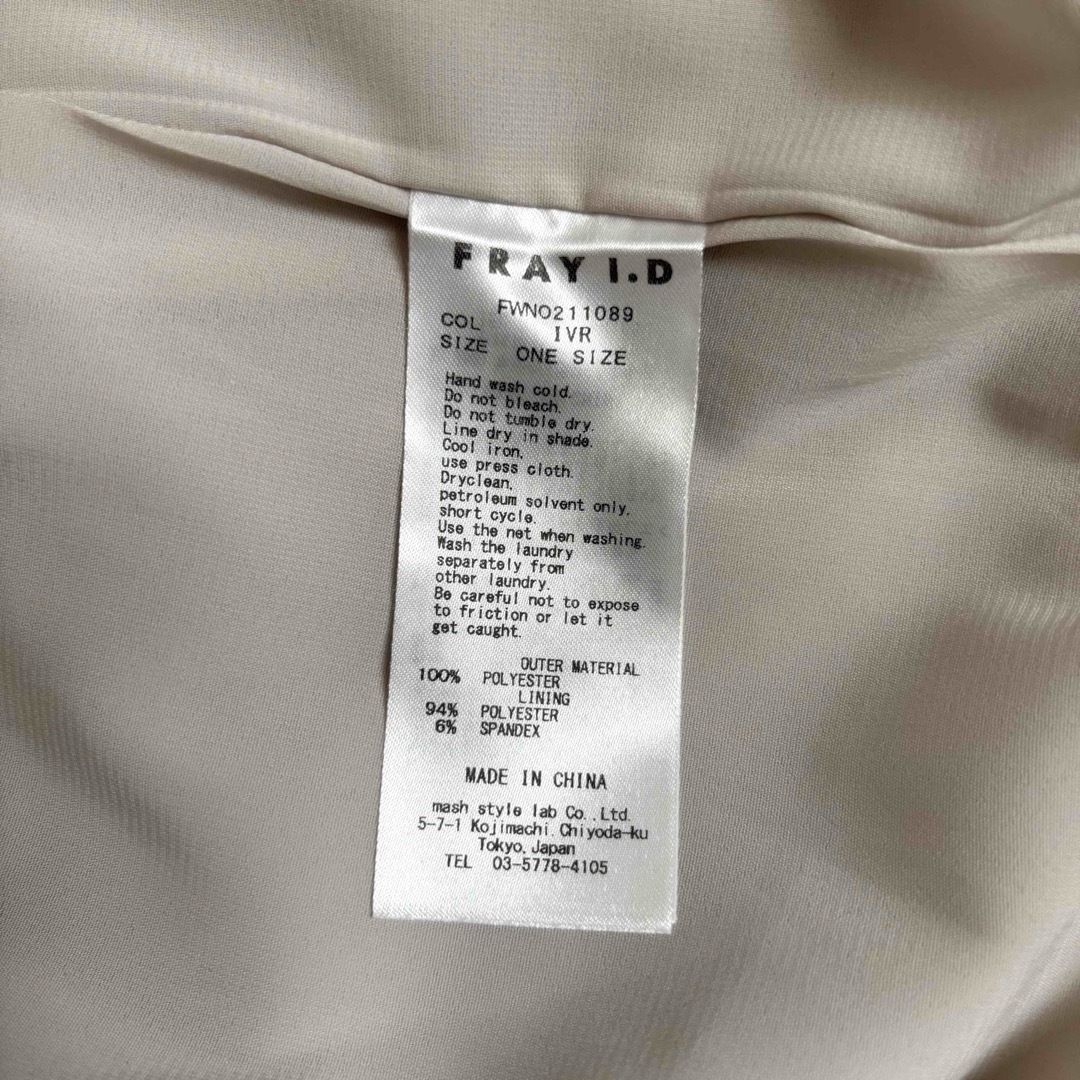 FRAY I.D
FWNO211089
COL IVR
SIZE ONE SIZE
Hand wash cold.
Do not bleach.
Do not tumble dry.
Line dry in shade.
Cool iron,
use press cloth.
Dryclean,
petroleum solvent only,
short cycle.
Use the net when washing.
Wash the laundry
separately from
other laundry.
Be careful not to expose
to friction or let it
get caught.
OUTER MATERIAL
100% POLYESTER
LINING
94% POLYESTER
6% SPANDEX
MADE IN CHINA
mash style lab Co.,Ltd.
5-7-1 Kojimachi,Chiyoda-ku
Tokyo,Japan
TEL 03-5778-4105